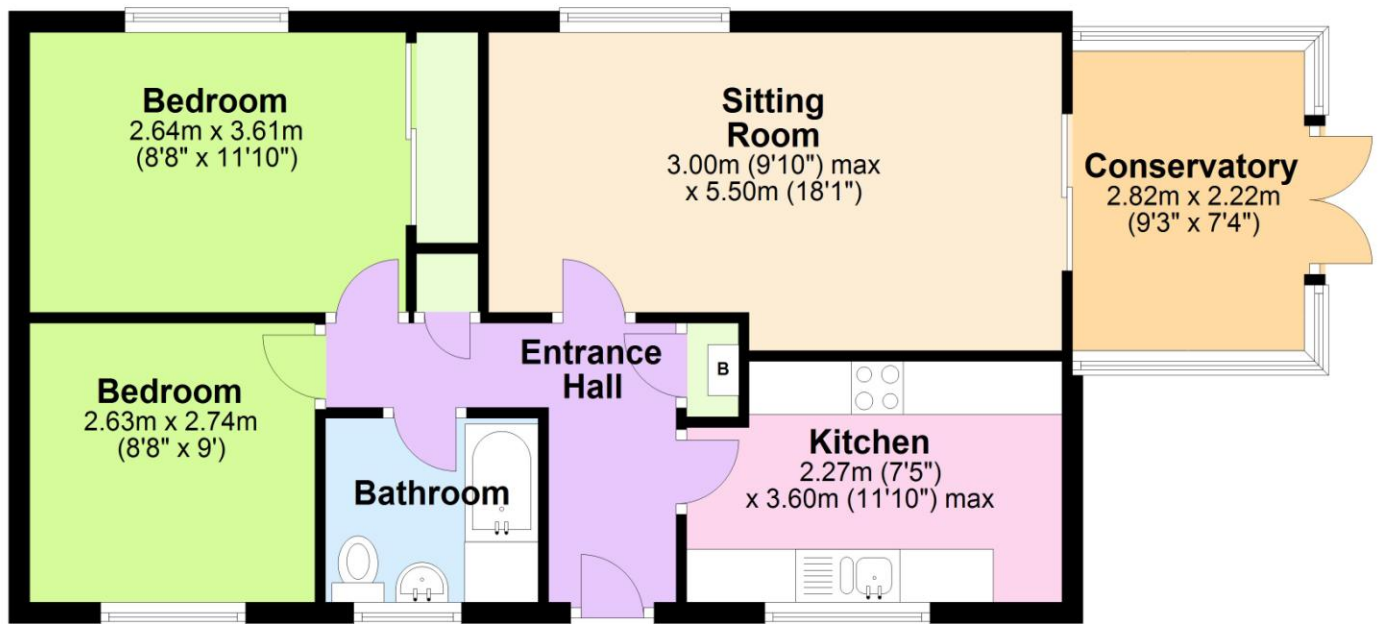 Bedroom
2.64m x 3.61m
(8'8" x 11'10")
Sitting
Room
3.00m (9'10") max
x 5.50m (18'1")
Conservatory
2.82m x 2.22m
(9'3" x 7'4")
Bedroom
2.63m x 2.74m
(8'8" x 9')
Entrance
Hall
B
Bathroom
Kitchen
2.27m (7'5")
x 3.60m (11'10") max